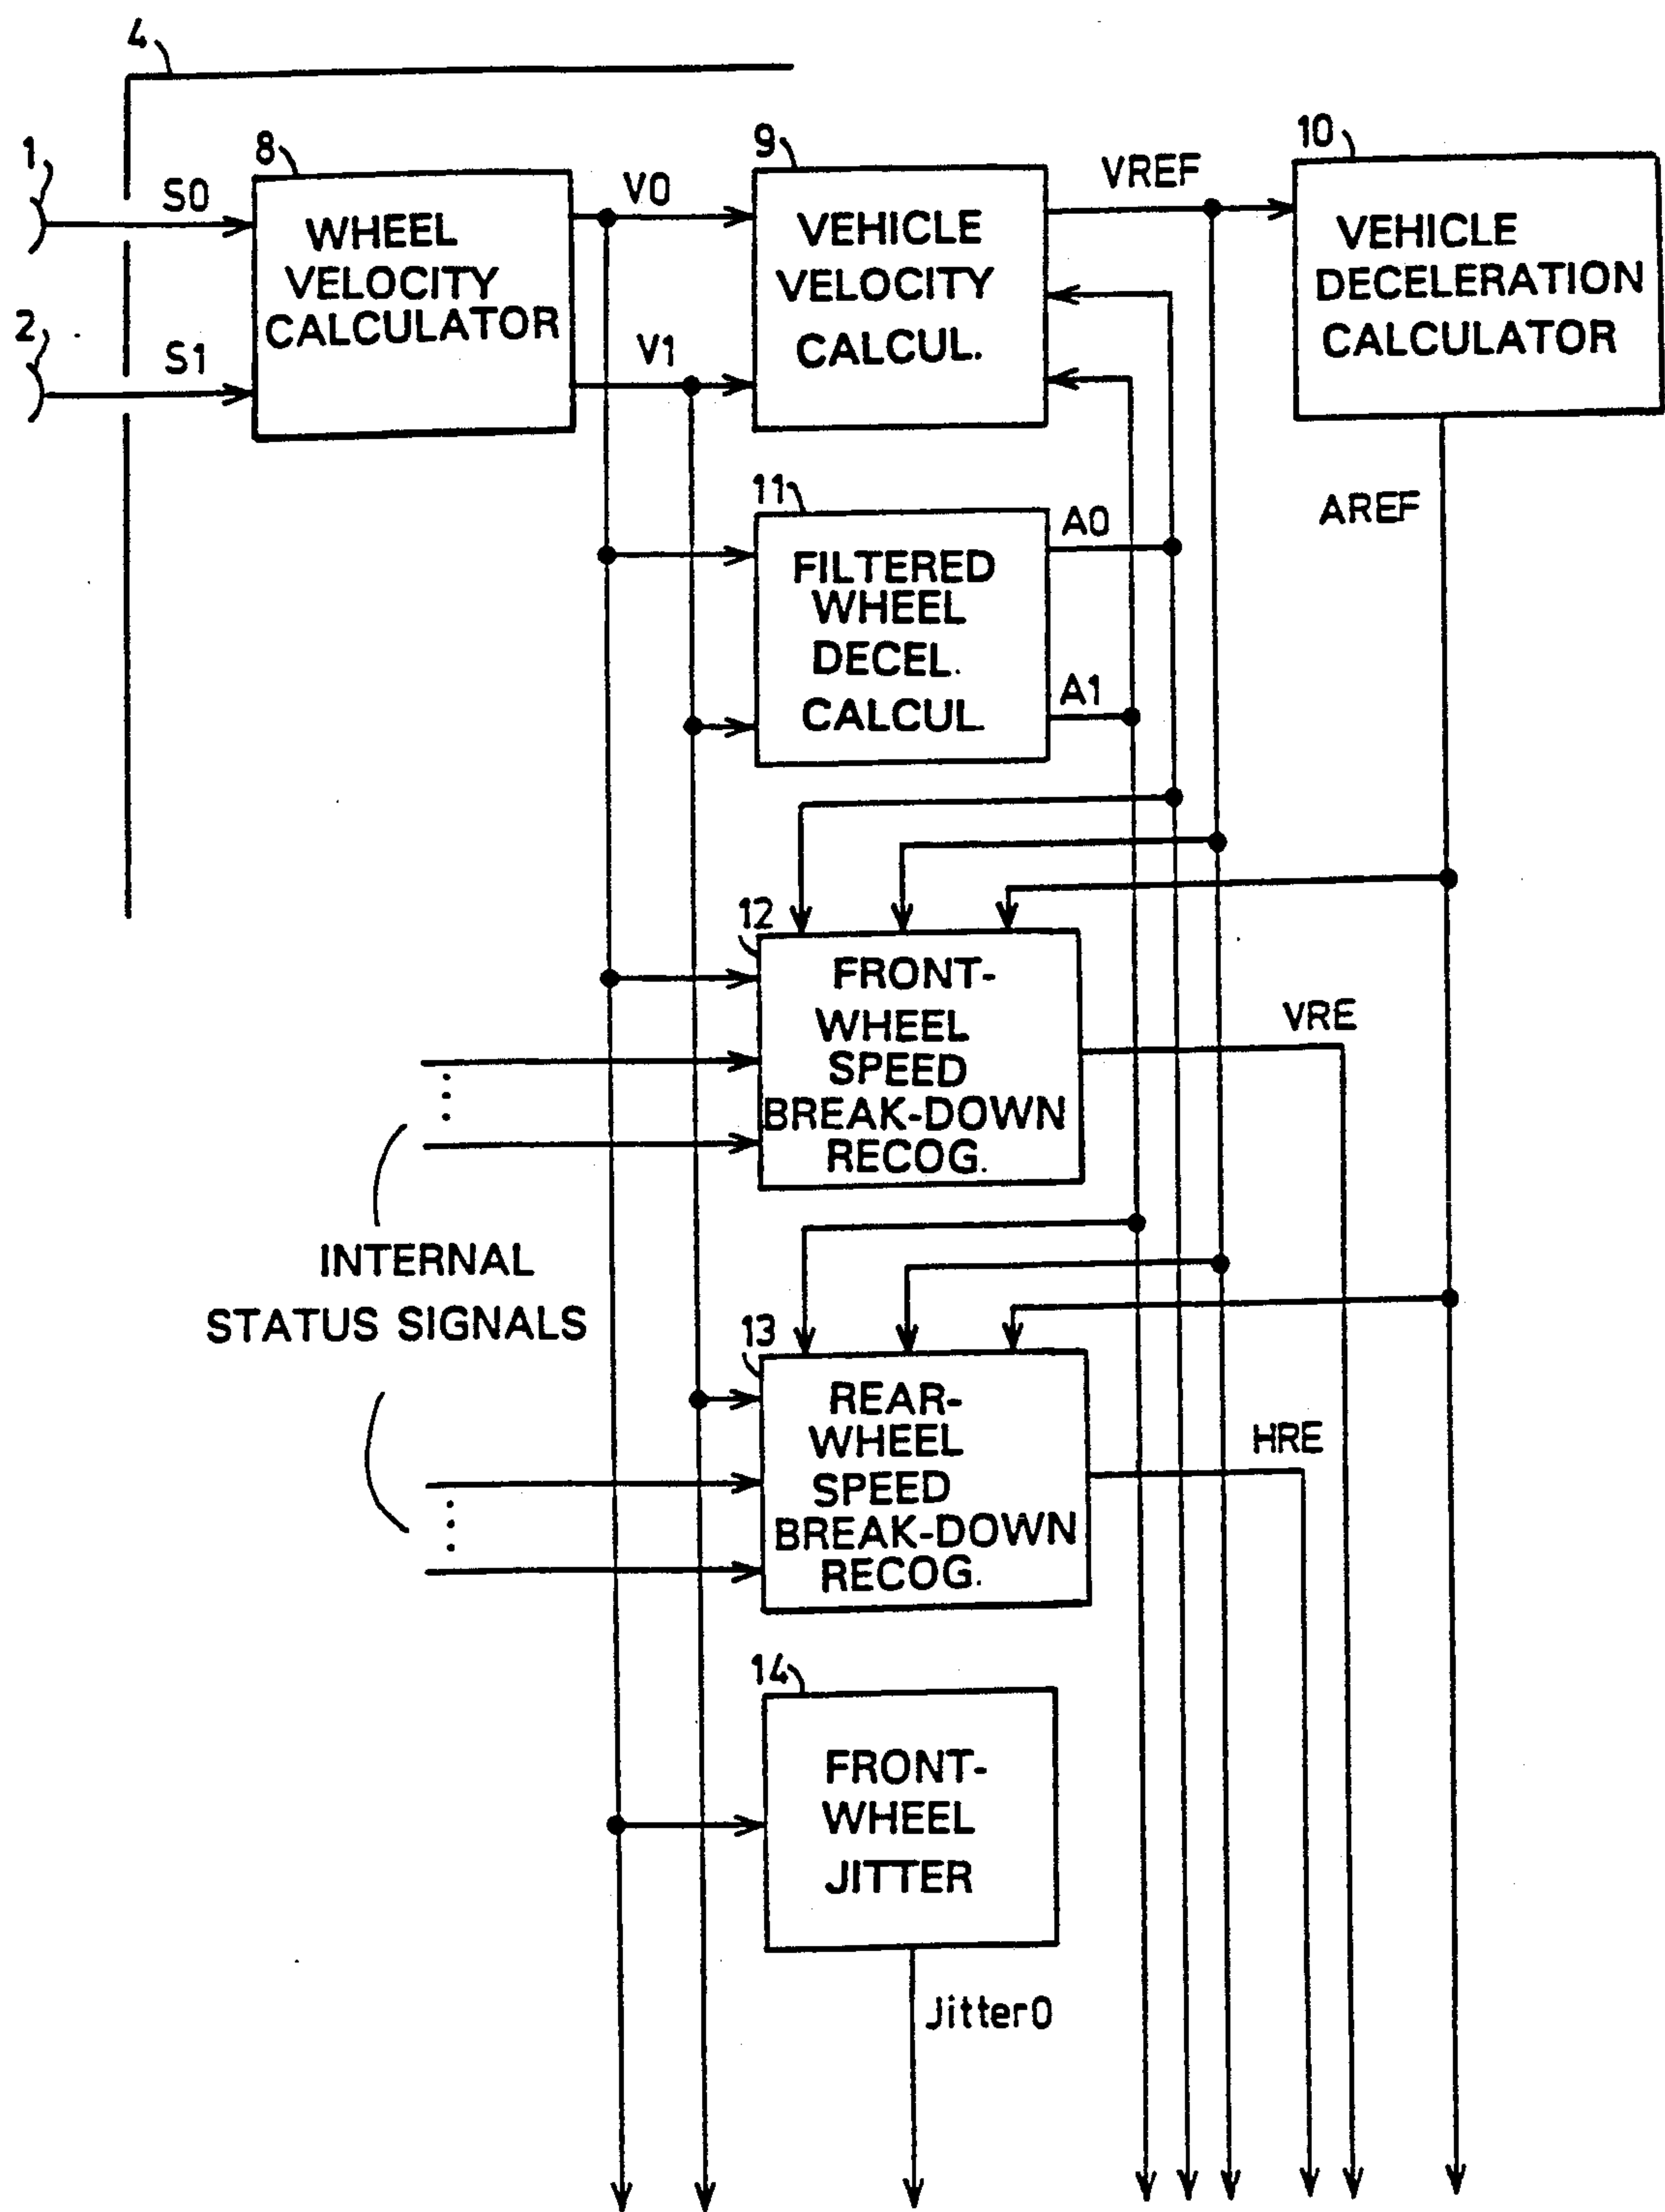 4
1
S0
2
S1
8
WHEEL
VELOCITY
CALCULATOR
V0
V1
9
VEHICLE
VELOCITY
CALCUL.
VREF
10
VEHICLE
DECELERATION
CALCULATOR
AREF
11
FILTERED
WHEEL
DECEL.
CALCUL.
A0
A1
12
FRONT-
WHEEL
SPEED
BREAK-DOWN
RECOG.
VRE
INTERNAL
STATUS SIGNALS
13
REAR-
WHEEL
SPEED
BREAK-DOWN
RECOG.
HRE
14
FRONT-
WHEEL
JITTER
Jitter0